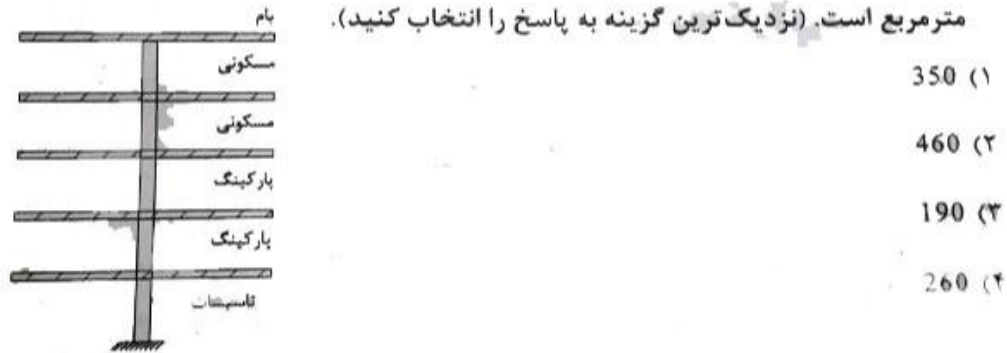 مترمربع است. (نزدیک‌ترین گزینه به پاسخ را انتخاب کنید).
350 (۱
460 (۲
190 (۳
260 (۴
بام
مسکونی
مسکونی
پارکینگ
پارکینگ
تاسیسات